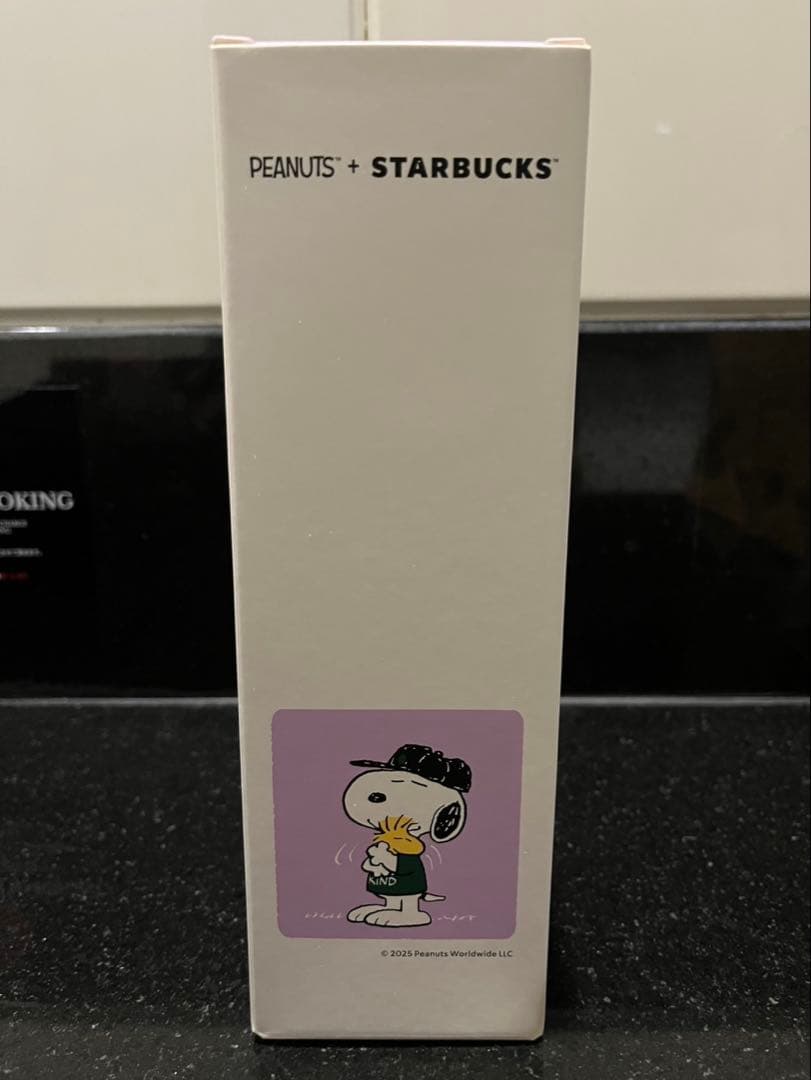 PEANUTS™ + STARBUCKS™
OKING
KIND
© 2025 Peanuts Worldwide LLC